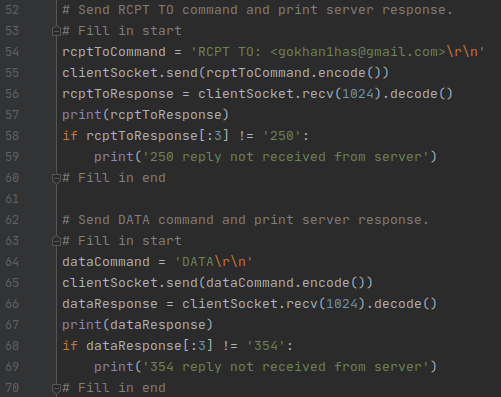 52 # Send RCPT TO command and print server response.
53 # Fill in start
54 rcptToCommand = 'RCPT TO: <gokhan1has@gmail.com>\r\n'
55 clientSocket.send(rcptToCommand.encode())
56 rcptToResponse = clientSocket.recv(1024).decode()
57 print(rcptToResponse)
58 if rcptToResponse[:3] != '250':
59     print('250 reply not received from server')
60 # Fill in end
61
62 # Send DATA command and print server response.
63 # Fill in start
64 dataCommand = 'DATA\r\n'
65 clientSocket.send(dataCommand.encode())
66 dataResponse = clientSocket.recv(1024).decode()
67 print(dataResponse)
68 if dataResponse[:3] != '354':
69     print('354 reply not received from server')
70 # Fill in end